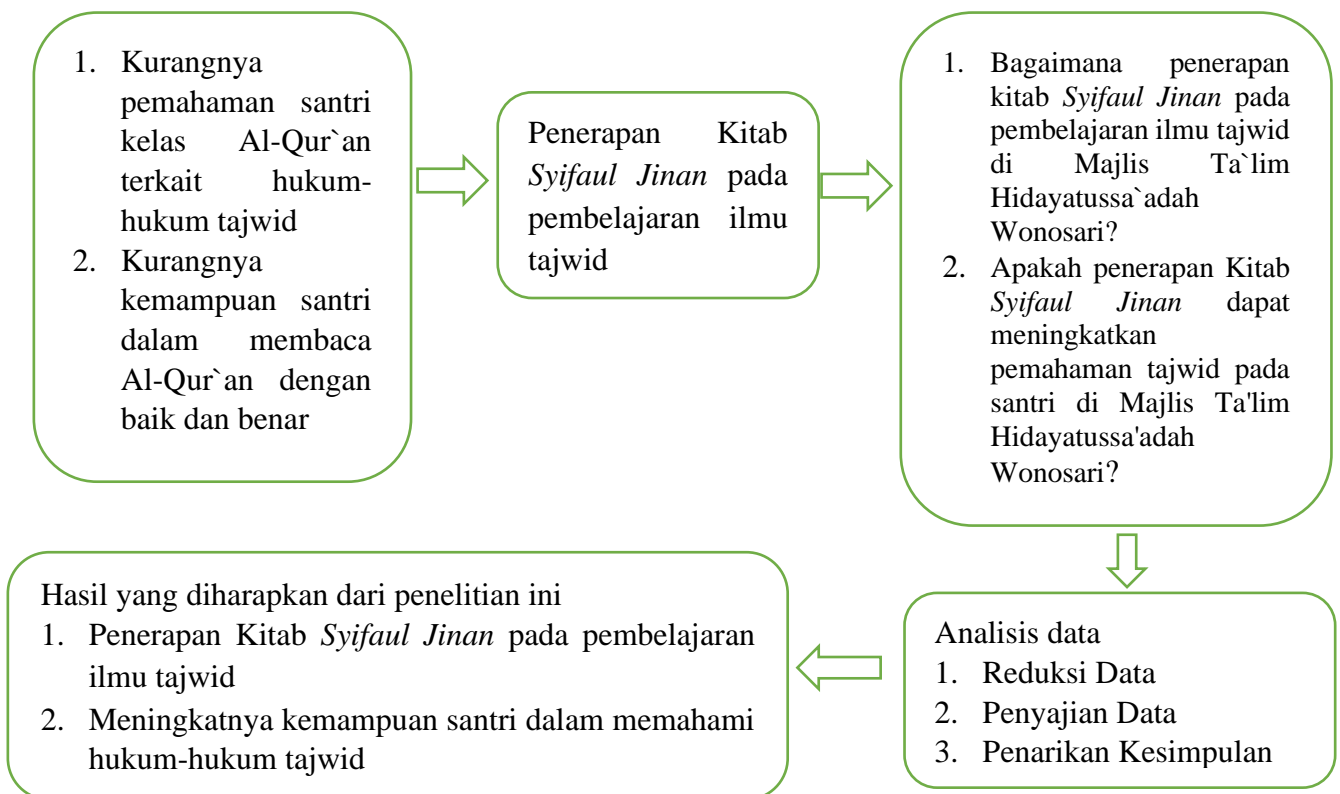 1. Kurangnya
pemahaman santri
kelas Al-Qur`an
terkait hukum-
hukum tajwid
2. Kurangnya
kemampuan santri
dalam membaca
Al-Qur`an dengan
baik dan benar
Penerapan Kitab
Syifaul Jinan pada
pembelajaran ilmu
tajwid
1. Bagaimana penerapan
kitab Syifaul Jinan pada
pembelajaran ilmu tajwid
di Majlis Ta`lim
Hidayatussa`adah
Wonosari?
2. Apakah penerapan Kitab
Syifaul Jinan dapat
meningkatkan
pemahaman tajwid pada
santri di Majlis Ta'lim
Hidayatussa'adah
Wonosari?
Analisis data
1. Reduksi Data
2. Penyajian Data
3. Penarikan Kesimpulan
Hasil yang diharapkan dari penelitian ini
1. Penerapan Kitab Syifaul Jinan pada pembelajaran
ilmu tajwid
2. Meningkatnya kemampuan santri dalam memahami
hukum-hukum tajwid